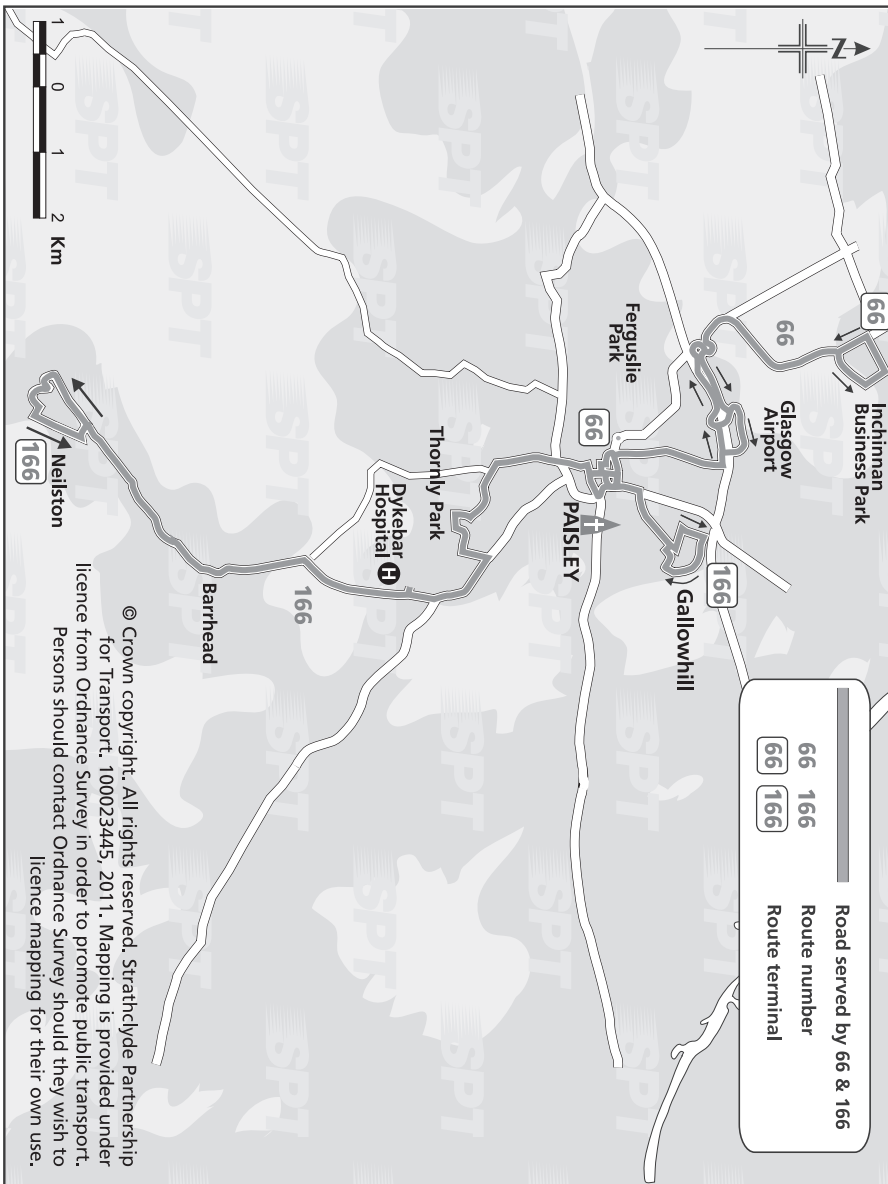 N
Inchinnan
Business Park
66
66
Glasgow
Airport
Ferguslie
Park
66
166
Gallowhill
PAISLEY
Thornly Park
Dykebar
Hospital H
166
Barrhead
Neilston
166
Road served by 66 & 166
66 166 Route number
66 166 Route terminal
1 0 1 2 Km
© Crown copyright. All rights reserved. Strathclyde Partnership
for Transport. 100023445, 2011. Mapping is provided under
licence from Ordnance Survey in order to promote public transport.
Persons should contact Ordnance Survey should they wish to
licence mapping for their own use.
SPT